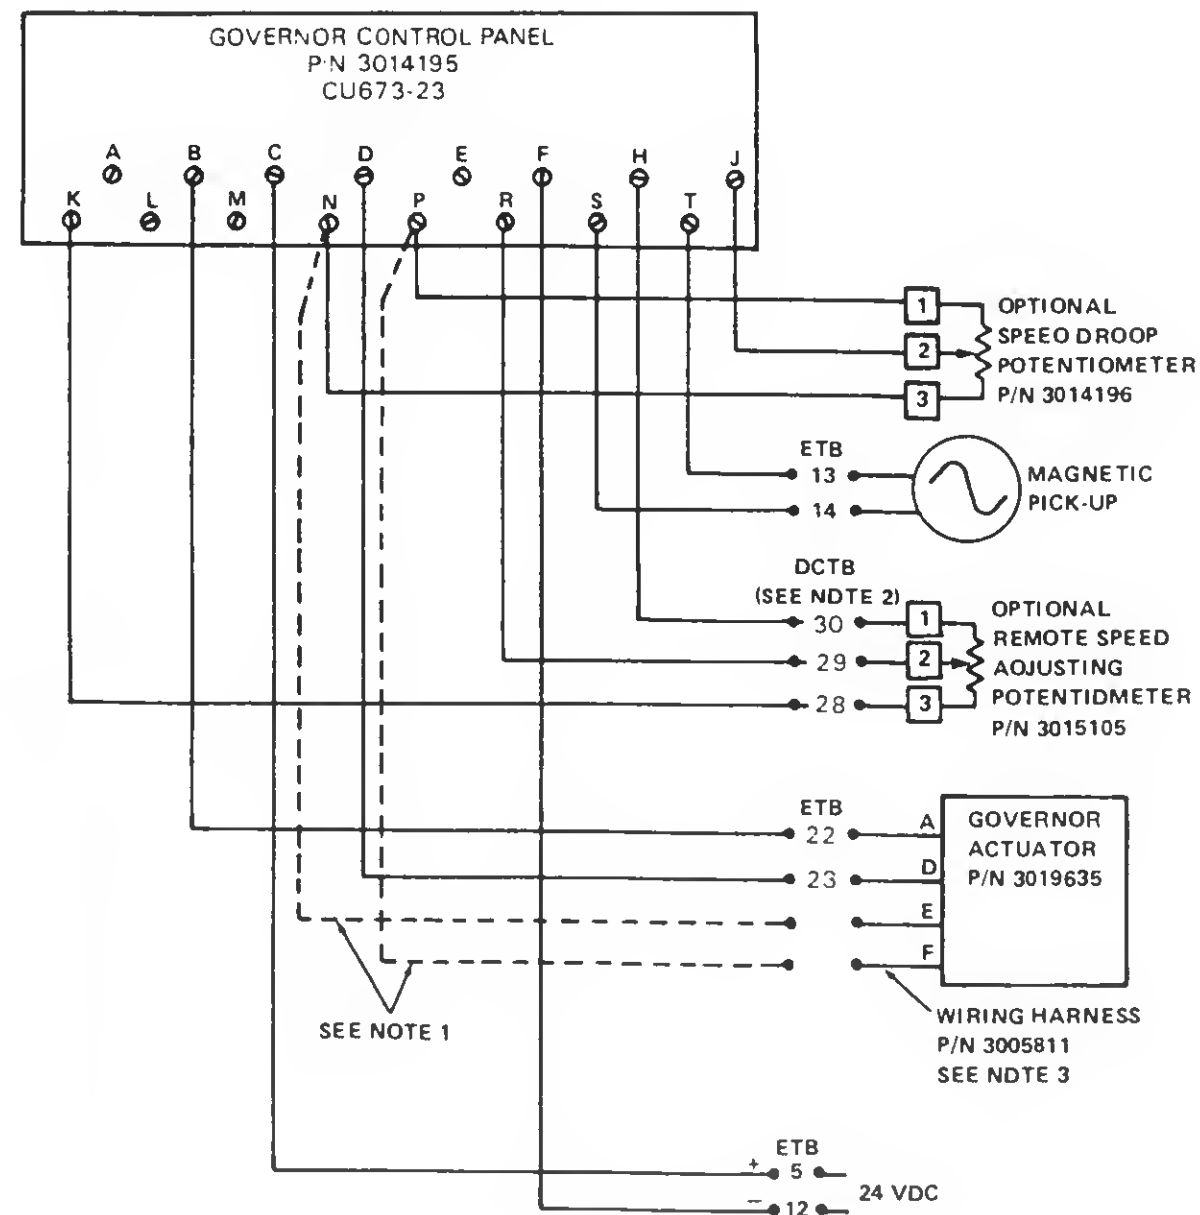 GOVERNOR CONTROL PANEL
P/N 3014195
CU673-23
A B C D E F H J
K L M N P R S T
1 OPTIONAL
2 SPEEO DROOP
POTENTIOMETER
3 P/N 3014196
ETB
13 MAGNETIC
14 PICK-UP
DCTB
(SEE NDTE 2)
30 1 OPTIONAL
REMOTE SPEED
29 2 AOJUSTING
28 3 POTENTIDMETER
P/N 3015105
ETB
22 A GOVERNOR
ACTUATOR
23 D P/N 3019635
E
F
SEE NOTE 1
WIRING HARNESS
P/N 3005811
SEE NDTE 3
ETB
+ 5
24 VDC
– 12